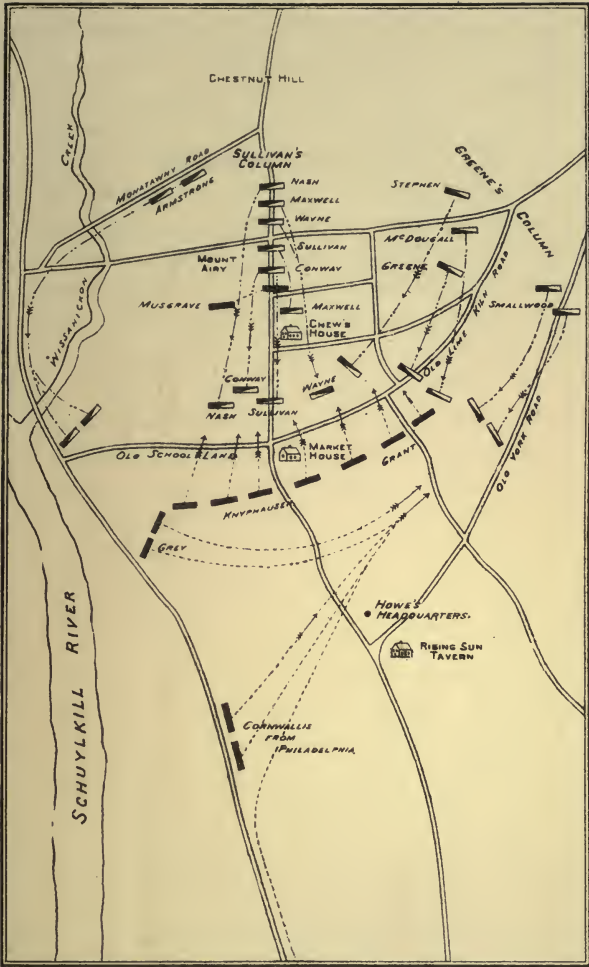 CHESTNUT HILL
CREEK
MONATAWNY ROAD
ARMSTRONG
SULLIVAN'S
COLUMN
NASH
MAXWELL
WAYNE
SULLIVAN
CONWAY
STEPHEN
GREENE'S
COLUMN
MCDOUGALL
GREENE
SMALLWOOD
MOUNT
AIRY
MUSGRAVE
MAXWELL
CHEW'S
HOUSE
WISSAHICKON
OLD LIME KILN ROAD
CONWAY
NASH
SULLIVAN
WAYNE
OLD SCHOOL LAND
MARKET
HOUSE
GRANT
OLD YORK ROAD
KNYPHAUSEN
GREY
HOWE'S
HEADQUARTERS.
RISING SUN
TAVERN
SCHUYLKILL RIVER
CORNWALLIS
FROM
PHILADELPHIA